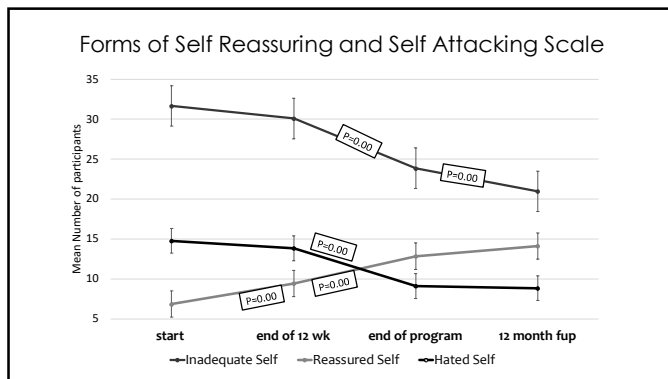 Forms of Self Reassuring and Self Attacking Scale
Mean Number of participants
35
30
25
20
15
10
5
P=0.00
P=0.00
P=0.00
P=0.00
P=0.00
start end of 12 wk end of program 12 month fup
Inadequate Self Reassured Self Hated Self